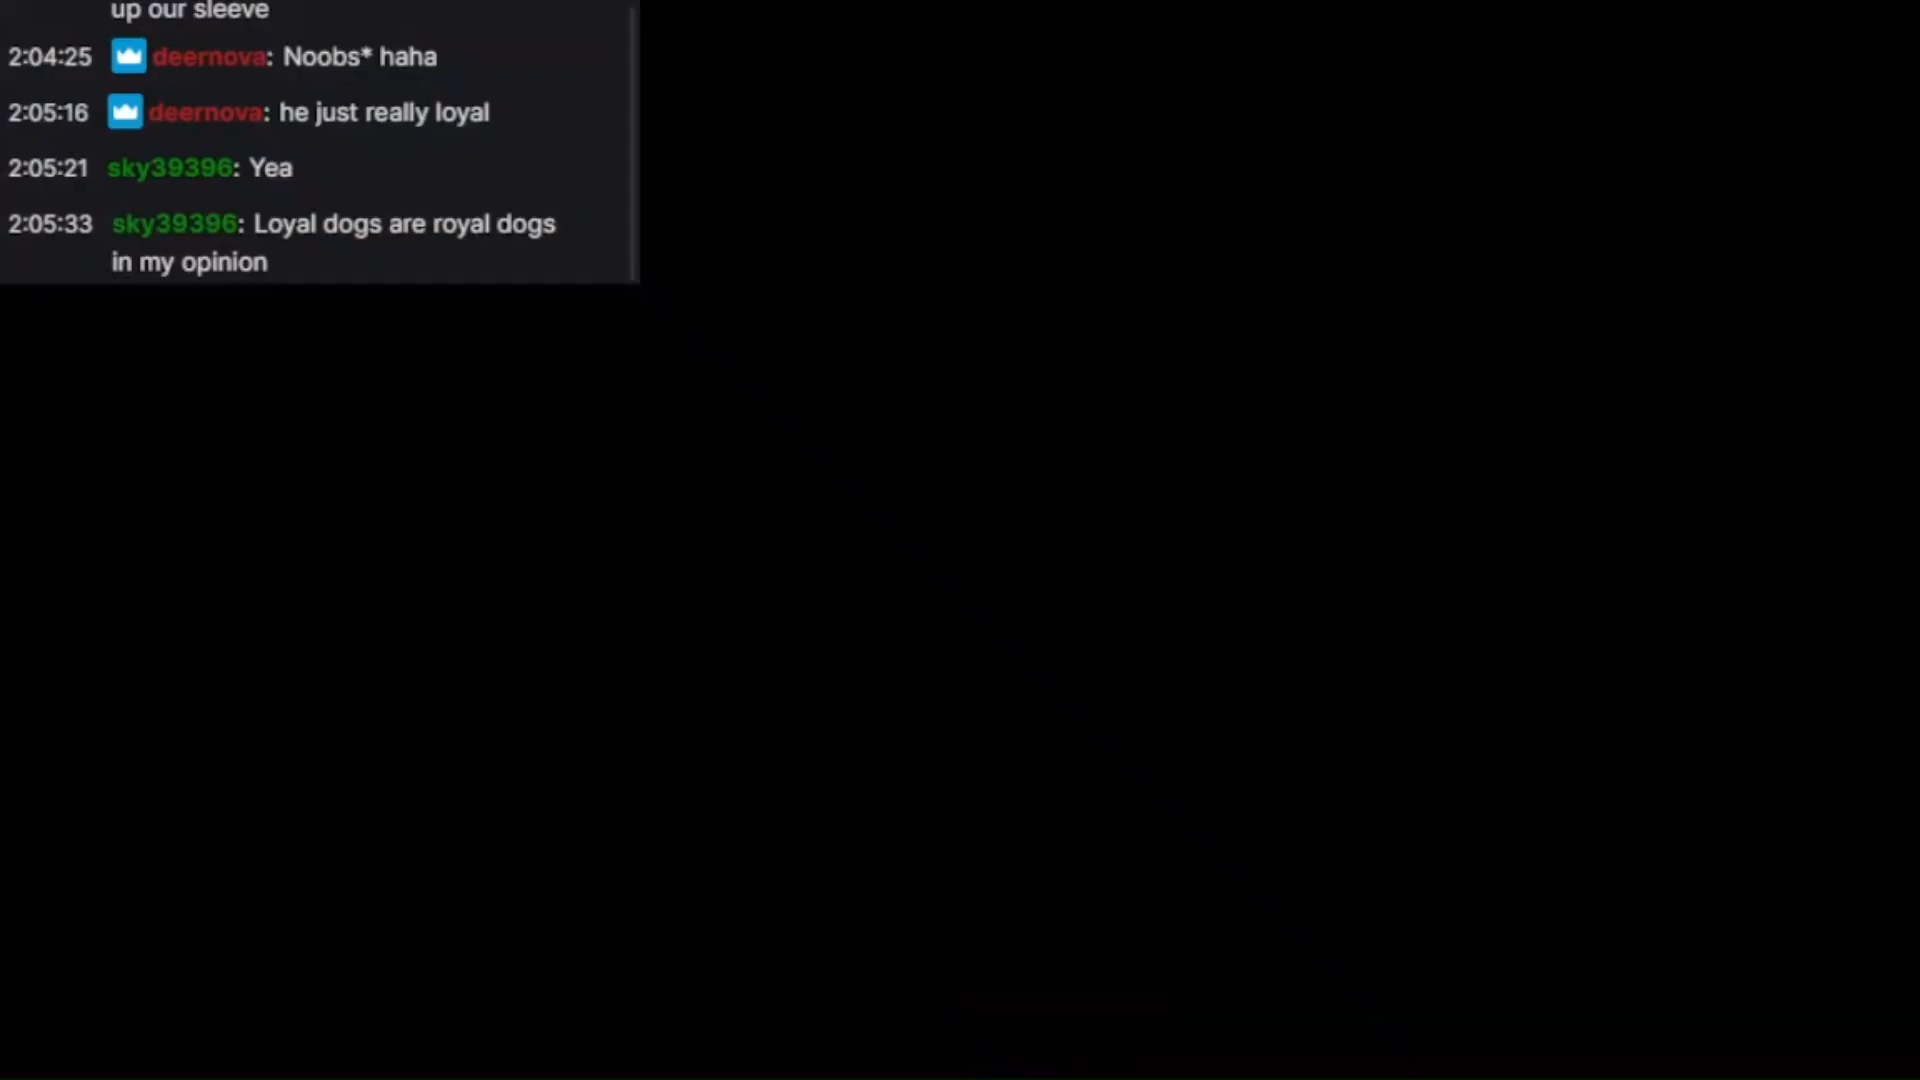 up our sleeve
2:04:25 deernova: Noobs* haha
2:05:16 deernova: he just really loyal
2:05:21 sky39396: Yea
2:05:33 sky39396: Loyal dogs are royal dogs
in my opinion